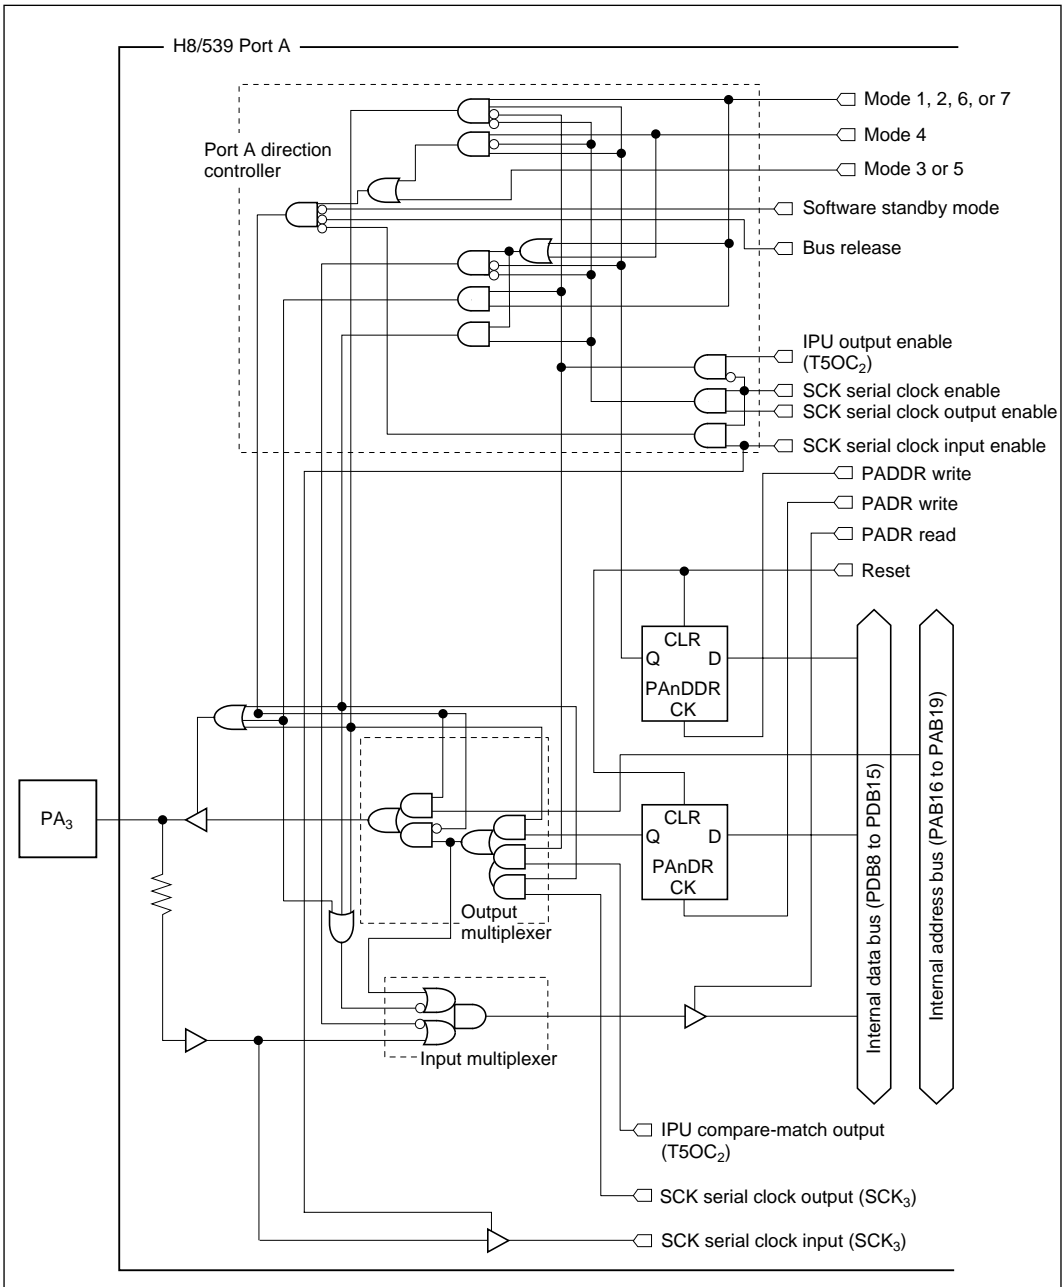 H8/539 Port A
Port A direction
controller
Mode 1, 2, 6, or 7
Mode 4
Mode 3 or 5
Software standby mode
Bus release
IPU output enable
(T5OC2)
SCK serial clock enable
SCK serial clock output enable
SCK serial clock input enable
PADDR write
PADR write
PADR read
Reset
CLR
Q D
PAnDDR
CK
CLR
Q D
PAnDR
CK
Internal data bus (PDB8 to PDB15)
Internal address bus (PAB16 to PAB19)
PA3
Output
multiplexer
Input multiplexer
IPU compare-match output
(T5OC2)
SCK serial clock output (SCK3)
SCK serial clock input (SCK3)